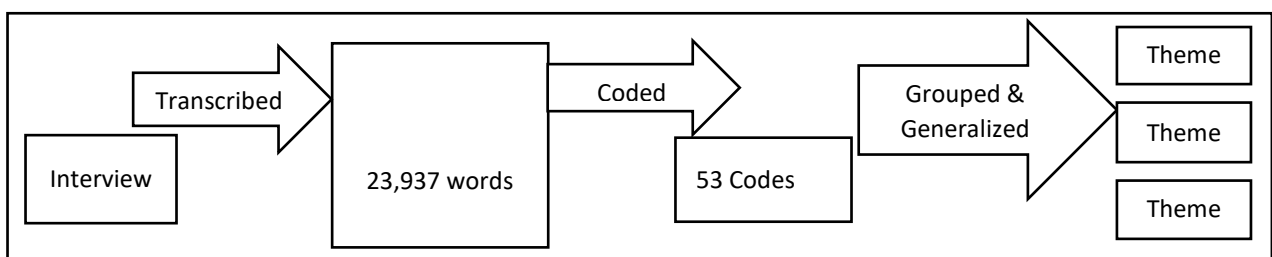 Interview
Transcribed
23,937 words
Coded
53 Codes
Grouped &
Generalized
Theme
Theme
Theme